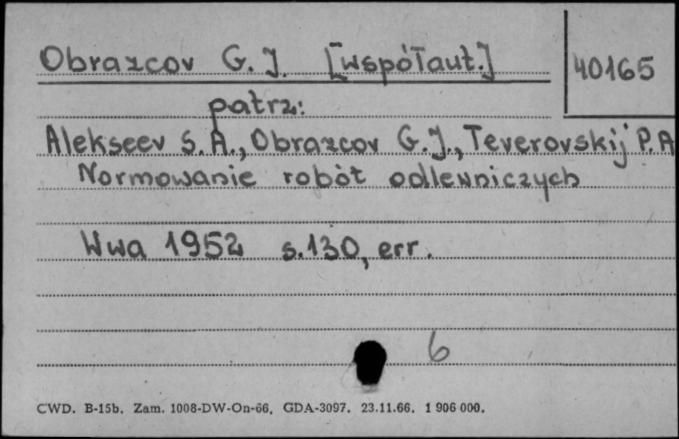 Obrazcov G. J. [współaut.]
40165
patrz:
Alekseev S. A., Obrazcov G. J., Teverovskij P. A
Normowanie robót odlewniczych
Wwa 1952 s. 130, err.
6
CWD. B-15b. Zam. 1008-DW-On-66. GDA-3097. 23.11.66. 1 906 000.